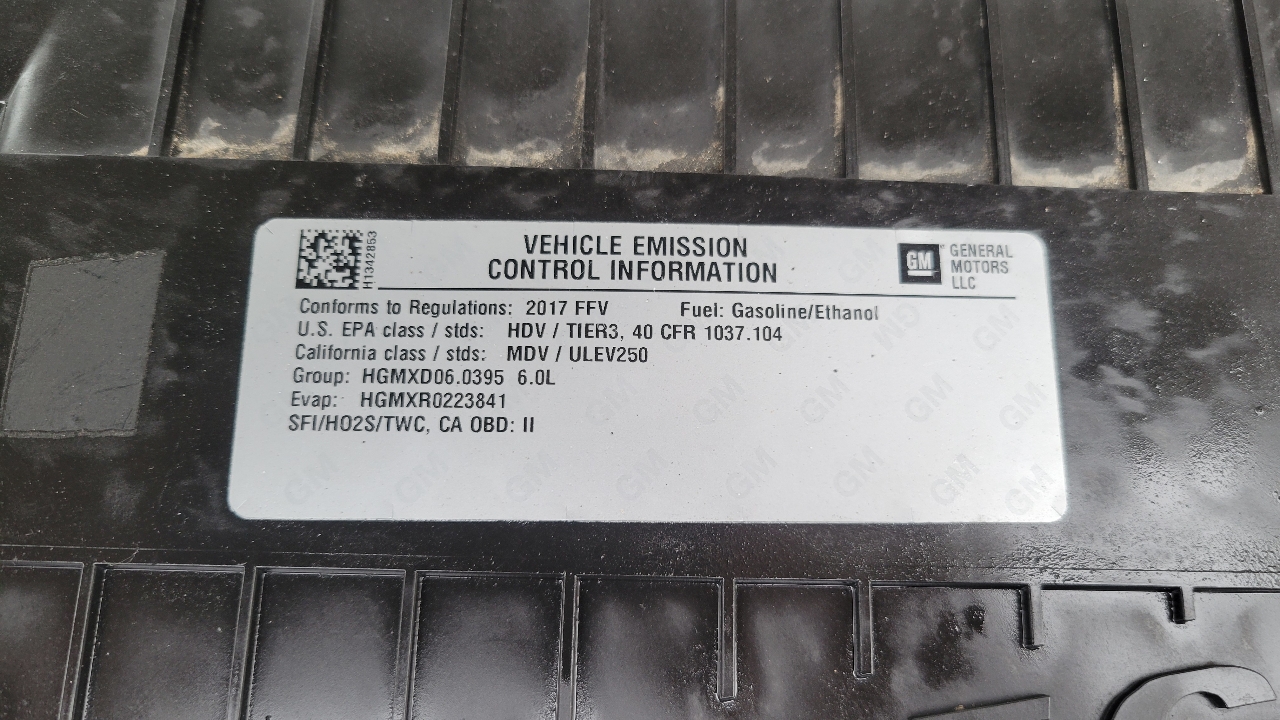 H1342853
VEHICLE EMISSION
CONTROL INFORMATION
GM
GENERAL
MOTORS
LLC
Conforms to Regulations: 2017 FFV Fuel: Gasoline/Ethanol
U.S. EPA class / stds: HDV / TIER3, 40 CFR 1037.104
California class / stds: MDV / ULEV250
Group: HGMXD06.0395 6.0L
Evap: HGMXR0223841
SFI/HO2S/TWC, CA OBD: II